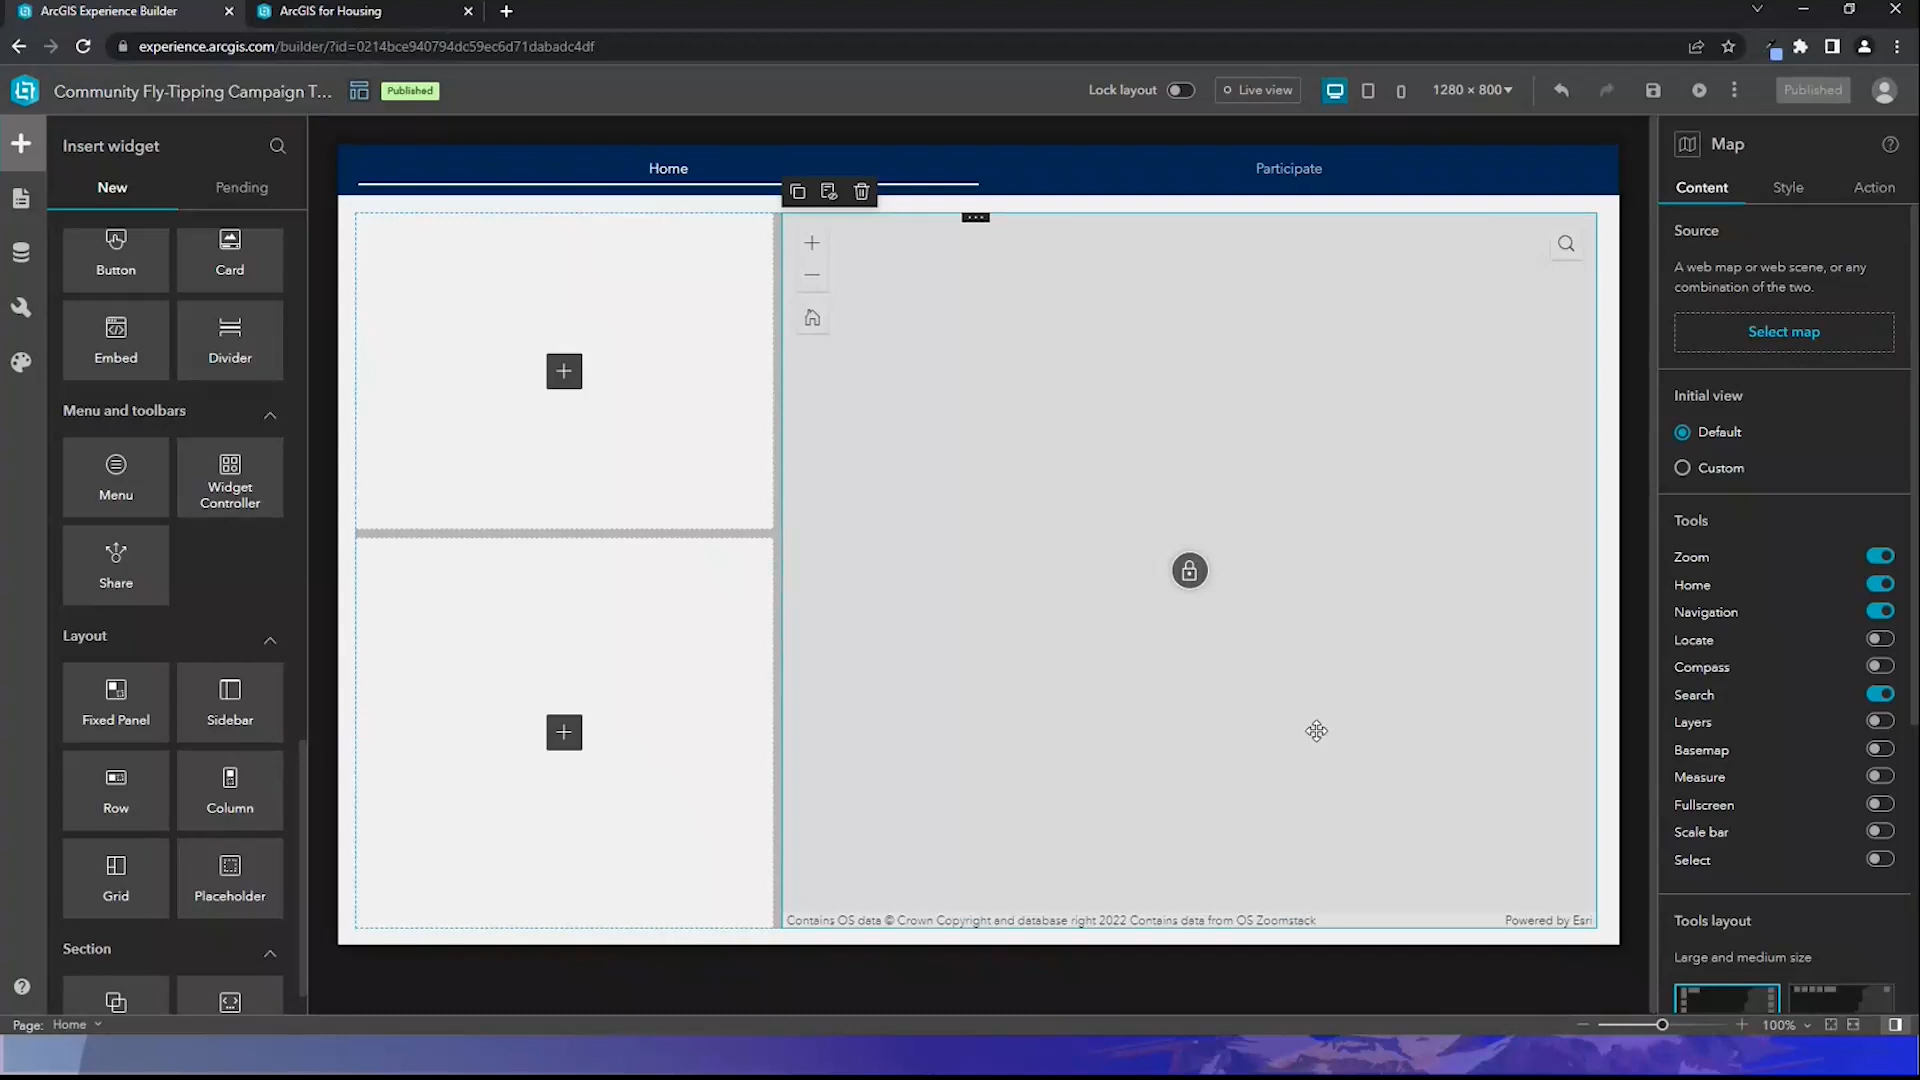 ArcGIS Experience Builder
ArcGIS for Housing
experience.arcgis.com/builder/?id=0214bce940794dc59ec6d71dabadc4df
Community Fly-Tipping Campaign T...
Published
Lock layout
Live view
1280 × 800
Published
Insert widget
New
Pending
Button
Card
Embed
Divider
Menu and toolbars
Menu
Widget
Controller
Share
Layout
Fixed Panel
Sidebar
Row
Column
Grid
Placeholder
Section
Home
Participate
Contains OS data © Crown Copyright and database right 2022 Contains data from OS Zoomstack
Powered by Esri
Map
Content
Style
Action
Source
A web map or web scene, or any
combination of the two.
Select map
Initial view
Default
Custom
Tools
Zoom
Home
Navigation
Locate
Compass
Search
Layers
Basemap
Measure
Fullscreen
Scale bar
Select
Tools layout
Large and medium size
Page: Home
100%